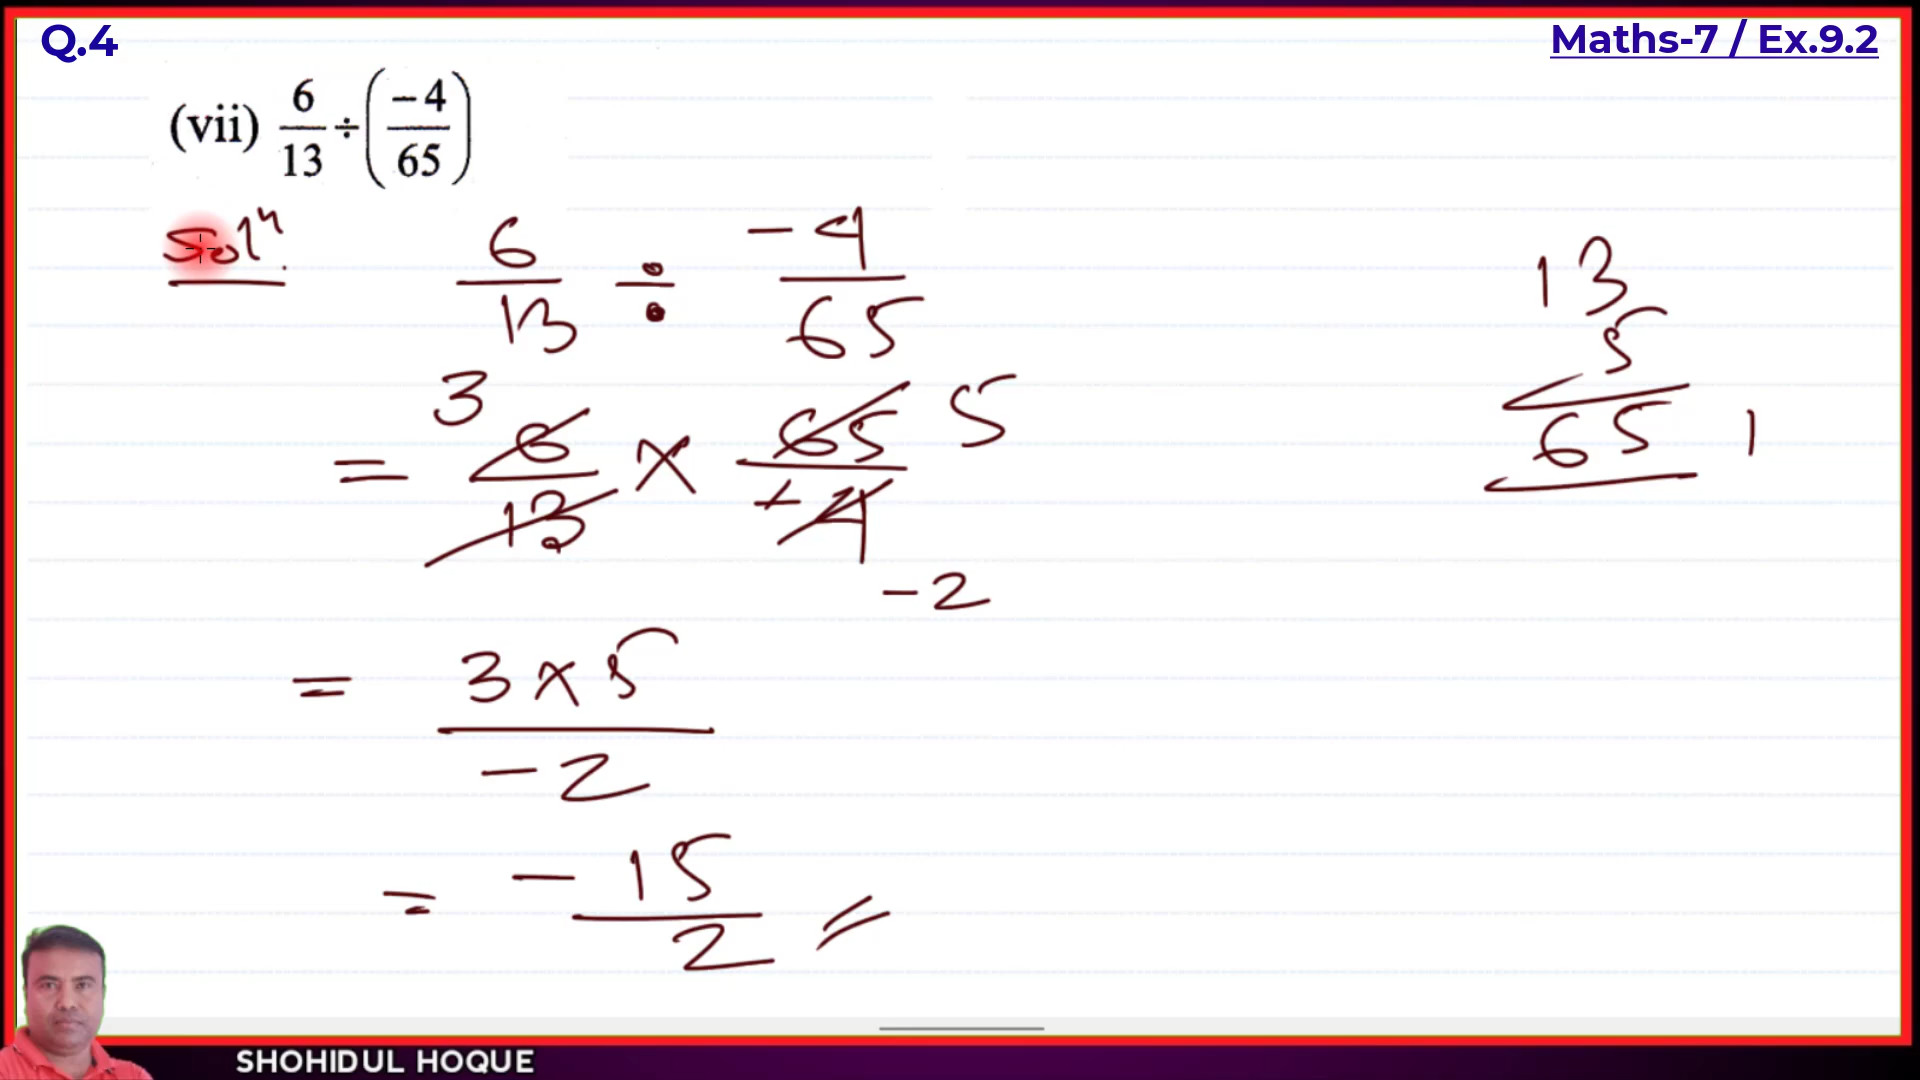 Q.4
Maths-7 / Ex.9.2
(vii) 6/13 ÷ (-4/65)
Solⁿ. 6/13 ÷ -4/65
= 3 6/13 × 65/-4 5
-2
= 3×5/-2
= -15/2
13
5
65
1
SHOHIDUL HOQUE